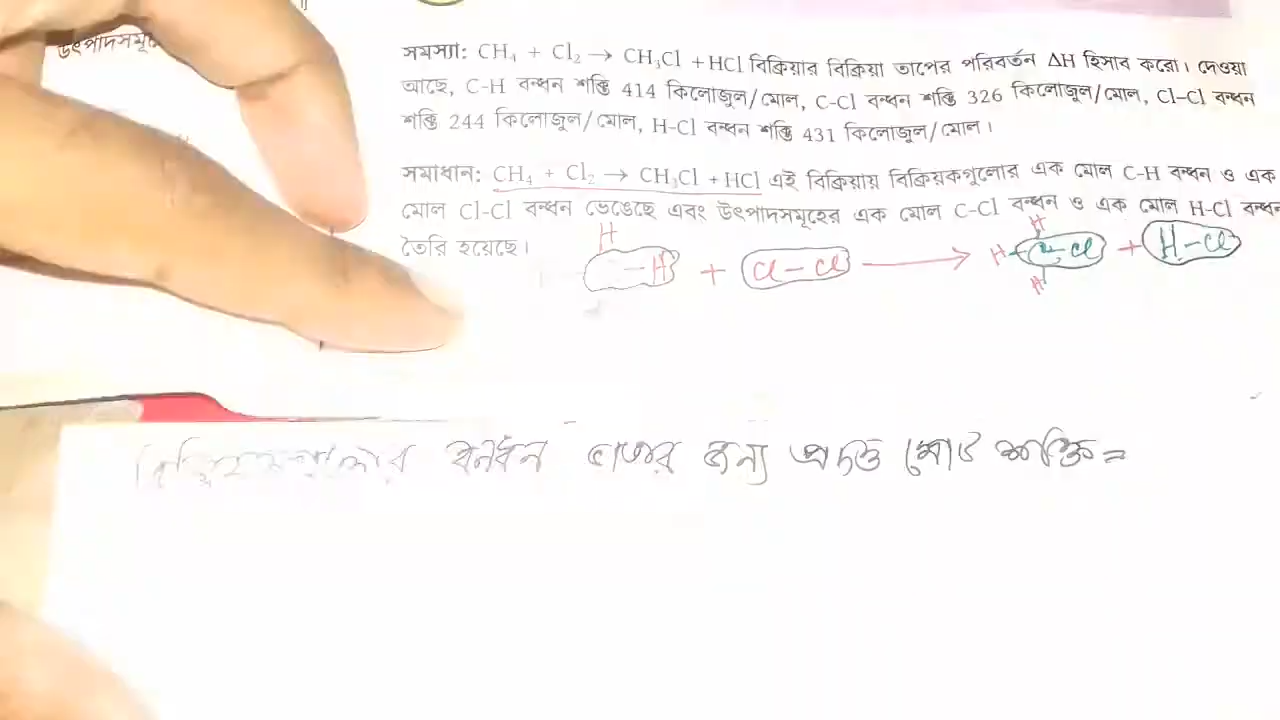 উৎপাদসমূহে
সমস্যা: CH₄ + Cl₂ → CH₃Cl + HCl বিক্রিয়ার বিক্রিয়া তাপের পরিবর্তন ΔH হিসাব করো। দেওয়া
আছে, C-H বন্ধন শক্তি 414 কিলোজুল/মোল, C-Cl বন্ধন শক্তি 326 কিলোজুল/মোল, Cl-Cl বন্ধন
শক্তি 244 কিলোজুল/মোল, H-Cl বন্ধন শক্তি 431 কিলোজুল/মোল।
সমাধান: CH₄ + Cl₂ → CH₃Cl + HCl এই বিক্রিয়ায় বিক্রিয়কগুলোর এক মোল C-H বন্ধন ও এক
মোল Cl-Cl বন্ধন ভেঙেছে এবং উৎপাদসমূহের এক মোল C-Cl বন্ধন ও এক মোল H-Cl বন্ধন
তৈরি হয়েছে।
H H
–H + Cl–Cl → H–C–Cl + H–Cl
H
বিক্রিয়কগুলোর বন্ধন ভাঙার জন্য প্রদত্ত মোট শক্তি =